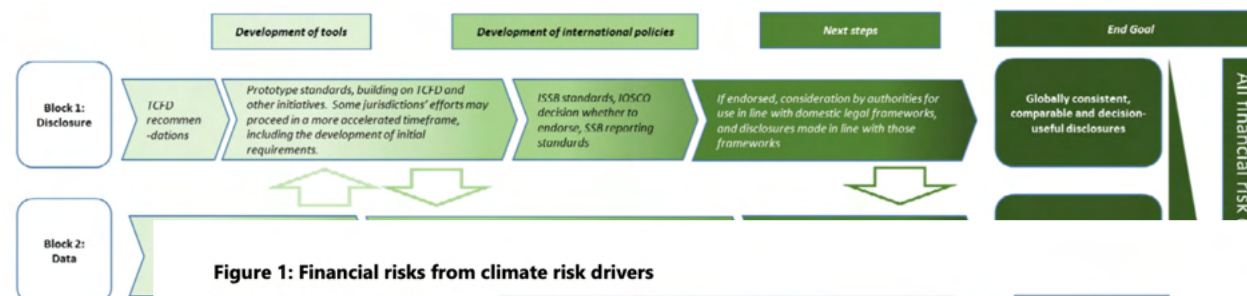 Development of tools
Development of international policies
Next steps
End Goal
Block 1:
Disclosure
TCFD
recommen
-dations
Prototype standards, building on TCFD and
other initiatives. Some jurisdictions' efforts may
proceed in a more accelerated timeframe,
including the development of initial
requirements.
ISSB standards, IOSCO
decision whether to
endorse, SSB reporting
standards
If endorsed, consideration by authorities for
use in line with domestic legal frameworks,
and disclosures made in line with those
frameworks
Globally consistent,
comparable and decision-
useful disclosures
All financial risk
Block 2:
Data
Figure 1: Financial risks from climate risk drivers